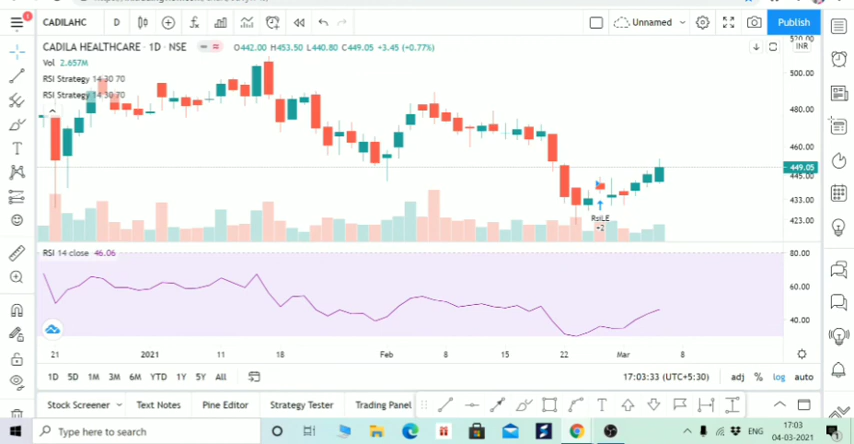 CADILAHC D Unnamed Publish
CADILA HEALTHCARE · 1D · NSE O442.00 H453.50 L440.80 C449.05 +3.45 (+0.77%) INR
Vol 2.657M
RSI Strategy 14 30 70
RSI Strategy 14 30 70
520.00
500.00
480.00
460.00
449.05
445.00
433.00
423.00
RsiLE
+2
RSI 14 close 46.06
80.00
60.00
40.00
21 2021 11 18 Feb 8 15 22 Mar 8
1D 5D 1M 3M 6M YTD 1Y 5Y All 17:03:33 (UTC+5:30) adj % log auto
Stock Screener Text Notes Pine Editor Strategy Tester Trading Panel
Type here to search ENG 17:03
04-03-2021